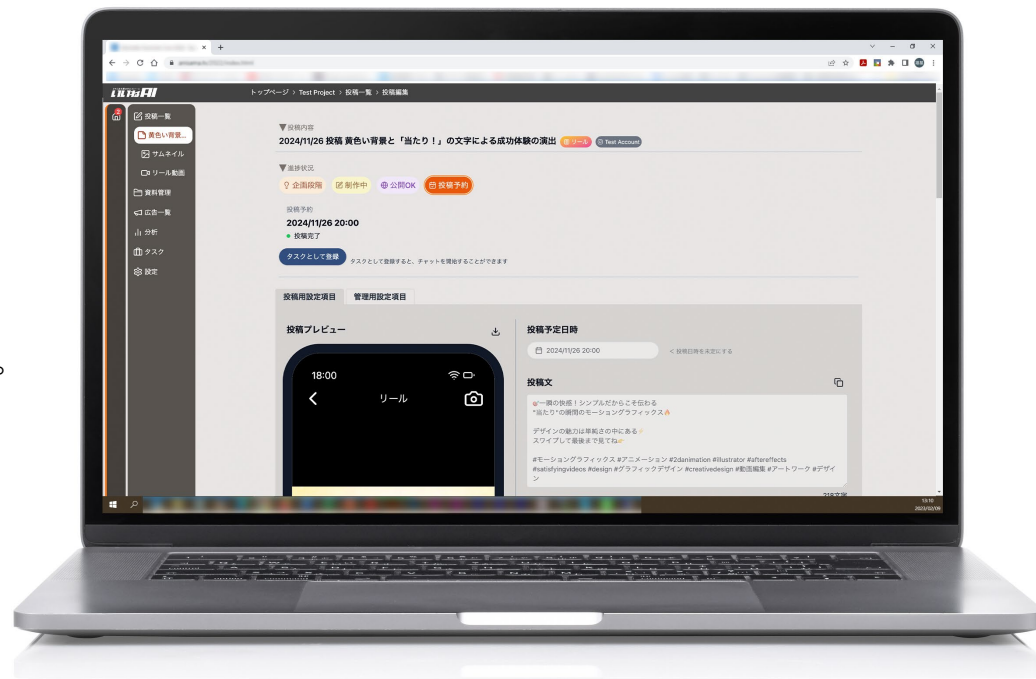 いいねAI
トップページ > Test Project > 投稿一覧 > 投稿編集
2
投稿一覧
黄色い背景...
サムネイル
リール動画
資料管理
広告一覧
分析
タスク
設定
▼投稿内容
2024/11/26 投稿 黄色い背景と「当たり！」の文字による成功体験の演出 リール Test Account
▼進捗状況
企画段階 制作中 公開OK 投稿予約
投稿予約
2024/11/26 20:00
投稿完了
タスクとして登録 タスクとして登録すると、チャットを開始することができます
投稿用設定項目 管理用設定項目
投稿プレビュー
18:00
リール
投稿予定日時
2024/11/26 20:00 < 投稿日時を未定にする
投稿文
一瞬の快感！シンプルだからこそ伝わる
"当たり"の瞬間のモーショングラフィックス🔥
デザインの魅力は単純さの中にある⚡
スワイプして最後まで見てね👉
#モーショングラフィックス #アニメーション #2danimation #illustrator #aftereffects
#satisfyingvideos #design #グラフィックデザイン #creativedesign #動画編集 #アートワーク #デザイ
ン
218文字
13:10
2023/02/09
。